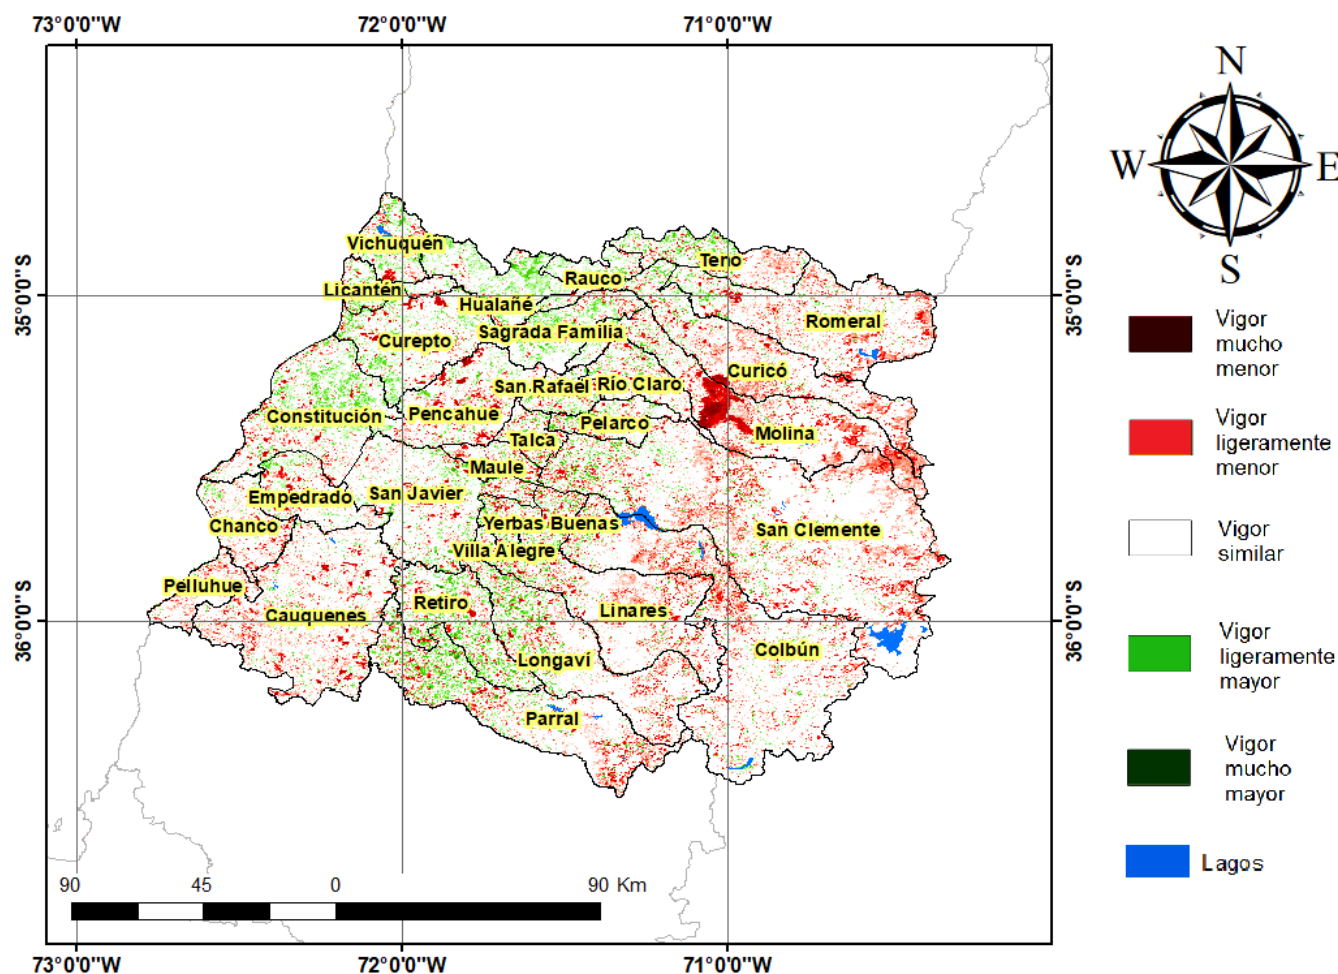 73°0'0"W 72°0'0"W 71°0'0"W
N
W E
S
35°0'0"S 35°0'0"S
36°0'0"S 36°0'0"S
Vichuquén
Teno
Rauco
Licantén
Hualañé
Romeral
Sagrada Familia
Curepto
Curicó
San Rafael Río Claro
Constitución Pencahue
Pelarco
Molina
Talca
Maule
Empedrado San Javier
Chanco
Yerbas Buenas
San Clemente
Villa Alegre
Pelluhue
Retiro
Linares
Cauquenes
Colbún
Longaví
Parral
90 45 0 90 Km
73°0'0"W 72°0'0"W 71°0'0"W
Vigor
mucho
menor
Vigor
ligeramente
menor
Vigor
similar
Vigor
ligeramente
mayor
Vigor
mucho
mayor
Lagos